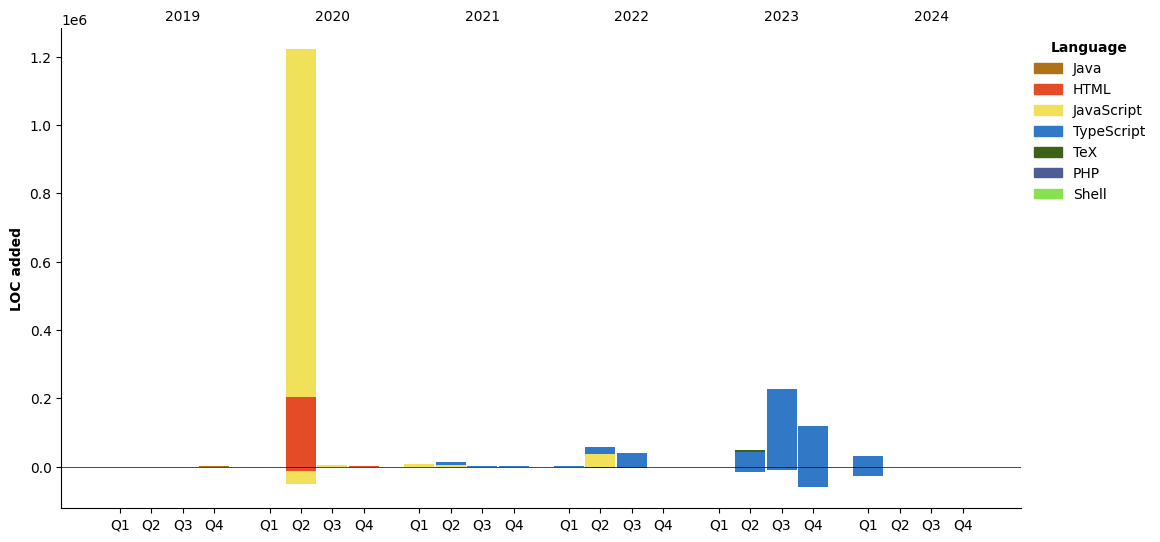 1e6
2019 2020 2021 2022 2023 2024
Language
Java
HTML
JavaScript
TypeScript
TeX
PHP
Shell
LOC added
1.2
1.0
0.8
0.6
0.4
0.2
0.0
Q1 Q2 Q3 Q4 Q1 Q2 Q3 Q4 Q1 Q2 Q3 Q4 Q1 Q2 Q3 Q4 Q1 Q2 Q3 Q4 Q1 Q2 Q3 Q4